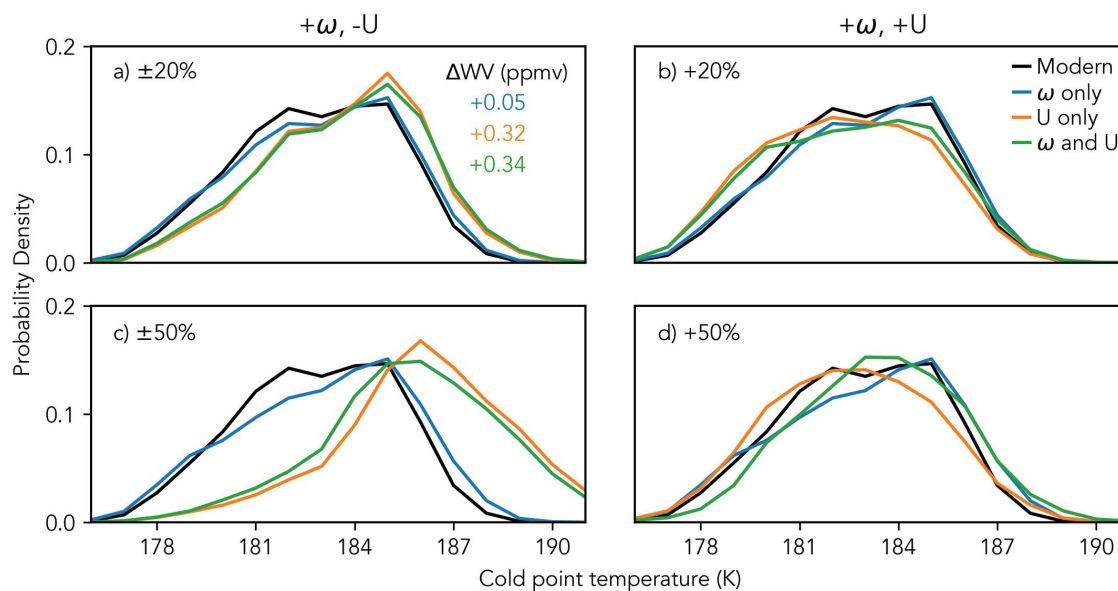 +ω, -U
+ω, +U
a) ±20%
ΔWV (ppmv)
+0.05
+0.32
+0.34
b) +20%
Modern
ω only
U only
ω and U
c) ±50%
d) +50%
0.2
0.1
0.0
0.2
0.1
0.0
Probability Density
178
181
184
187
190
178
181
184
187
190
Cold point temperature (K)